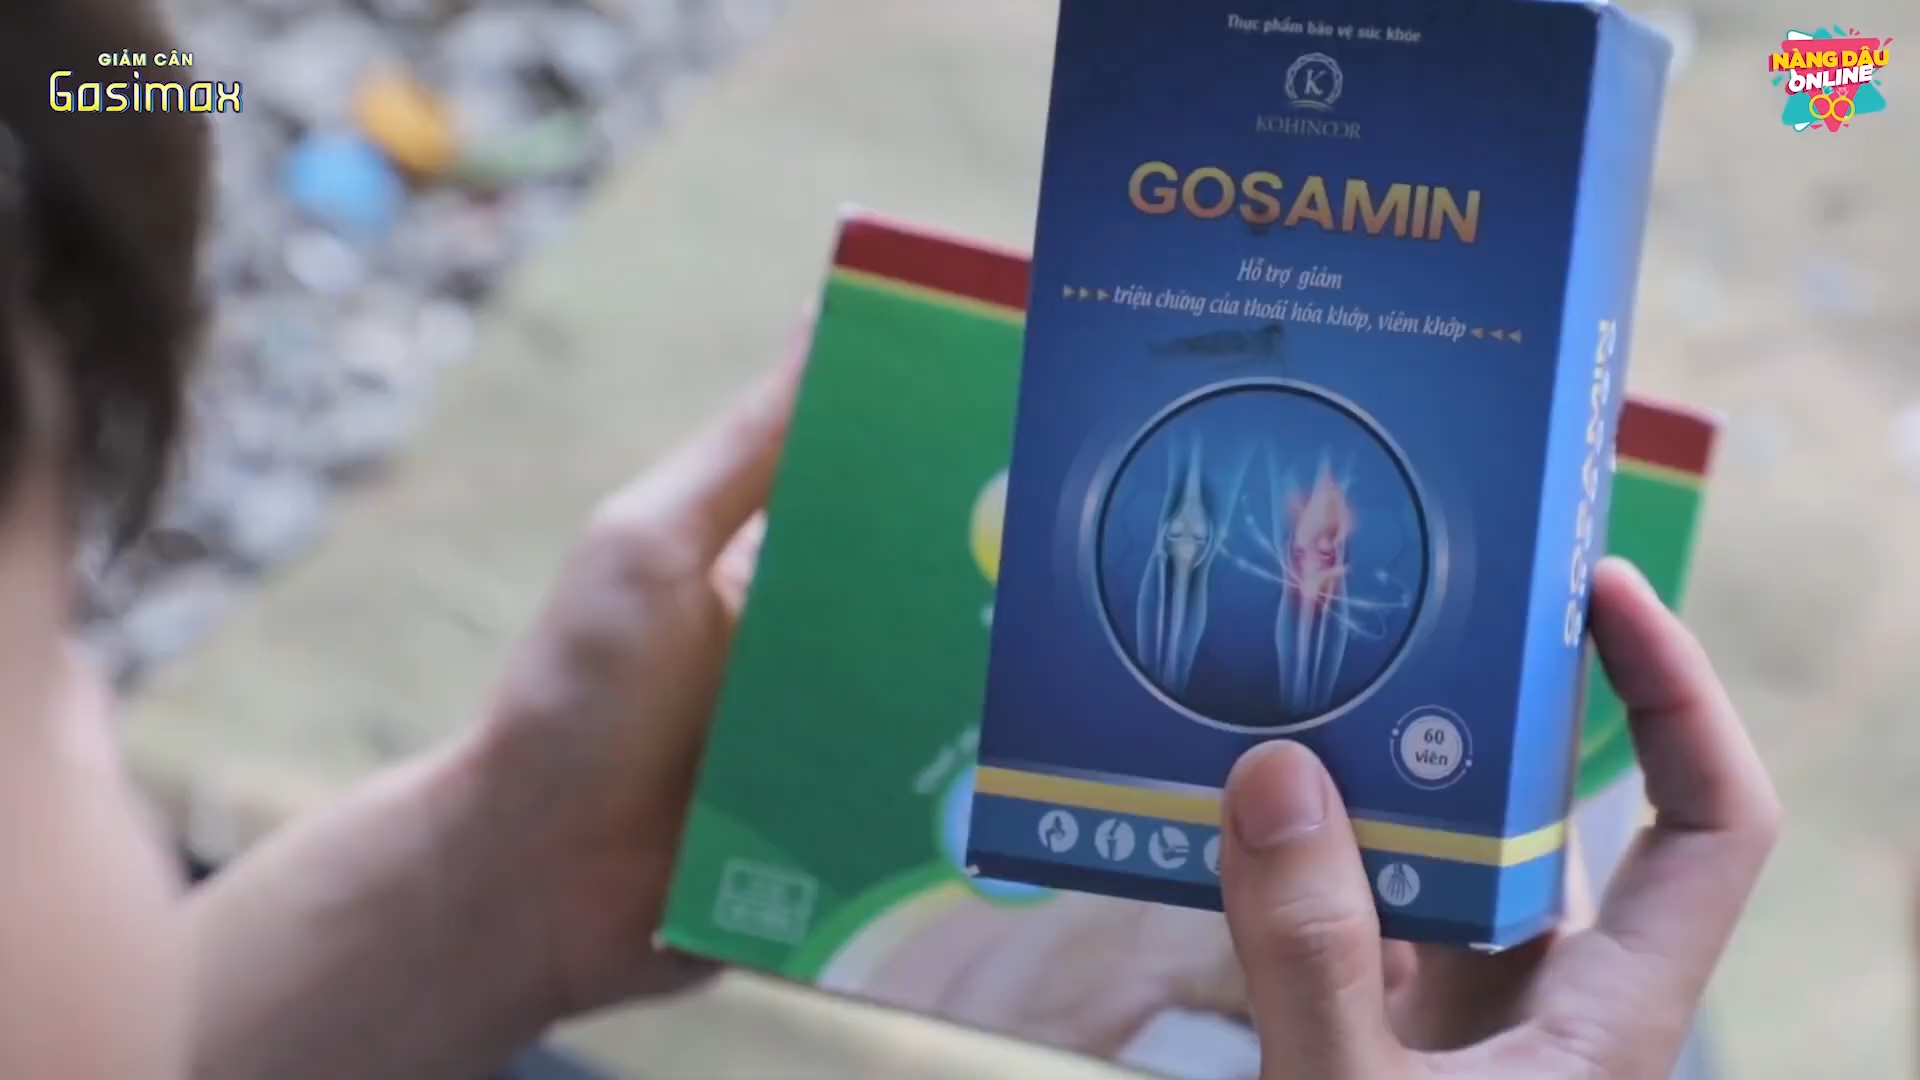 GIẢM CÂN
Gasimax
NÀNG DÂU
ONLINE
Thực phẩm bảo vệ sức khỏe
K
KOHINOOR
GOSAMIN
Hỗ trợ giảm
triệu chứng của thoái hóa khớp, viêm khớp
60
viên
GOSAMIN